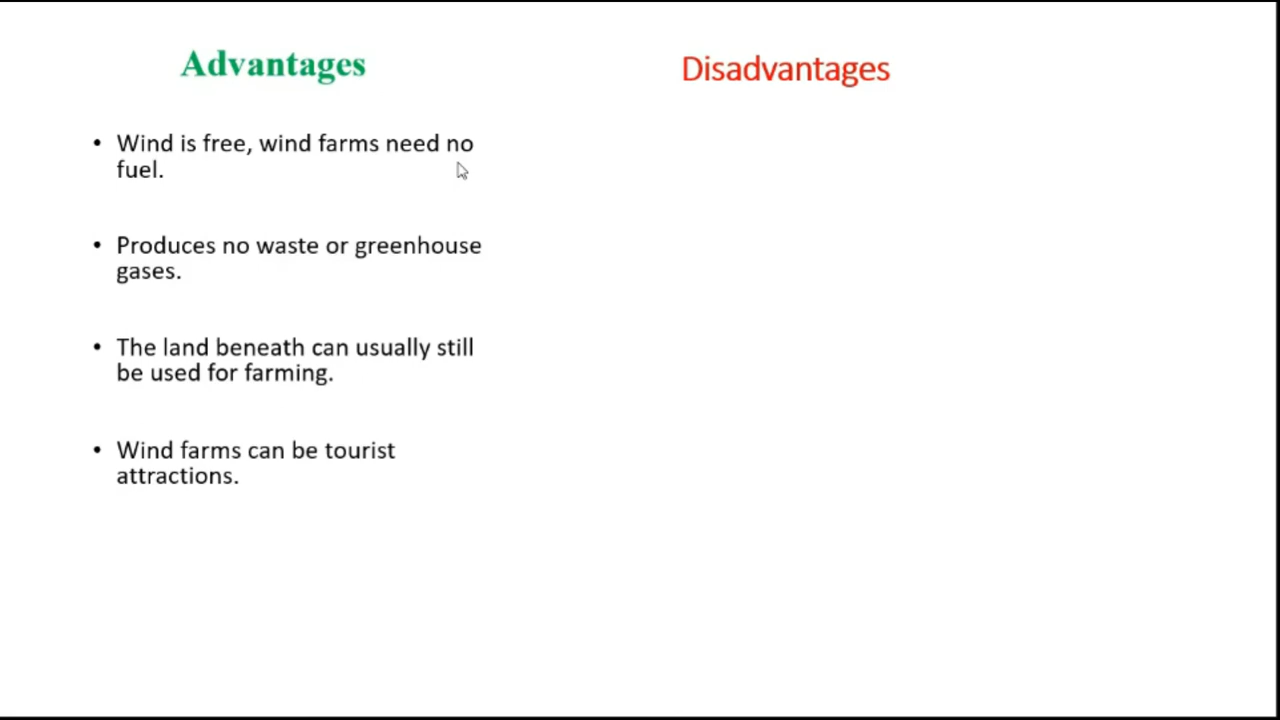 Advantages
Disadvantages
• Wind is free, wind farms need no
fuel.
• Produces no waste or greenhouse
gases.
• The land beneath can usually still
be used for farming.
• Wind farms can be tourist
attractions.